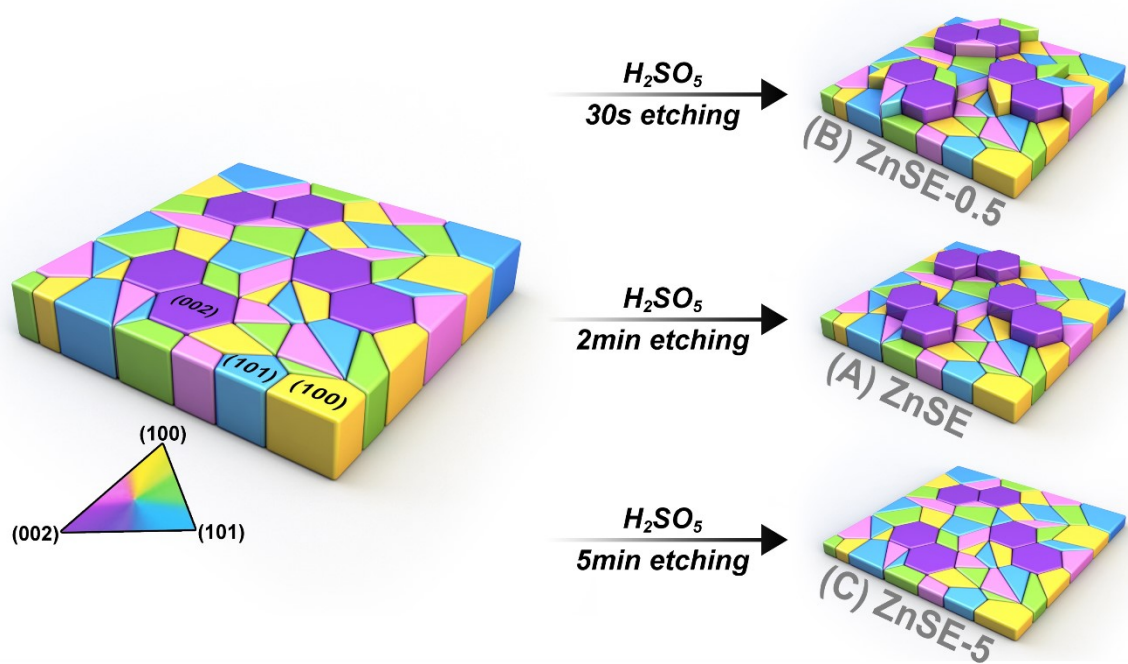 (002)
(101)
(100)
(100)
(002)
(101)
H₂SO₅
30s etching
(B) ZnSE-0.5
H₂SO₅
2min etching
(A) ZnSE
H₂SO₅
5min etching
(C) ZnSE-5